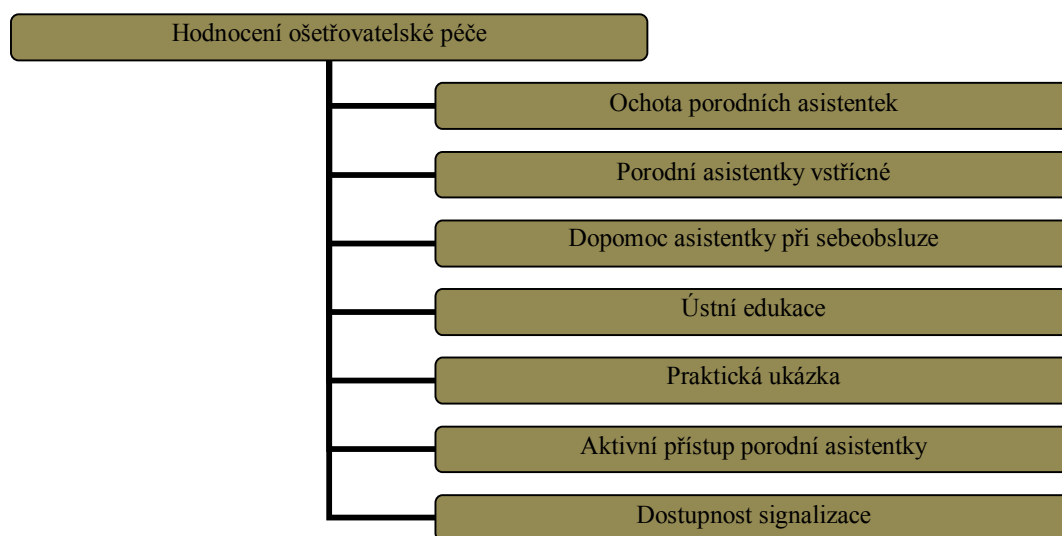 Hodnocení ošetřovatelské péče
Ochota porodních asistentek
Porodní asistentky vstřícné
Dopomoc asistentky při sebeobsluze
Ústní edukace
Praktická ukázka
Aktivní přístup porodní asistentky
Dostupnost signalizace